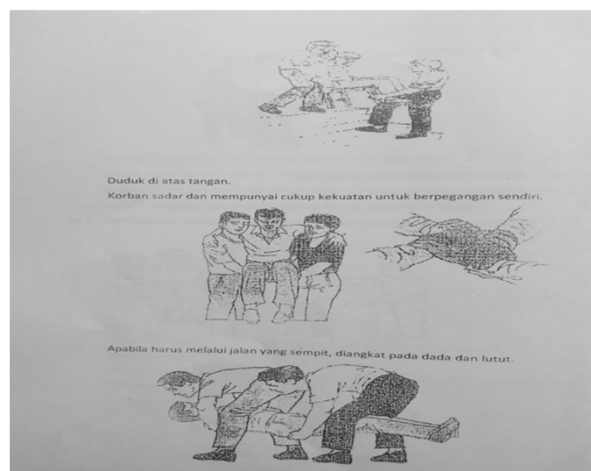 Duduk di atas tangan.
Korban sadar dan mempunyai cukup kekuatan untuk berpegangan sendiri.
Apabila harus melalui jalan yang sempit, diangkat pada dada dan lutut.